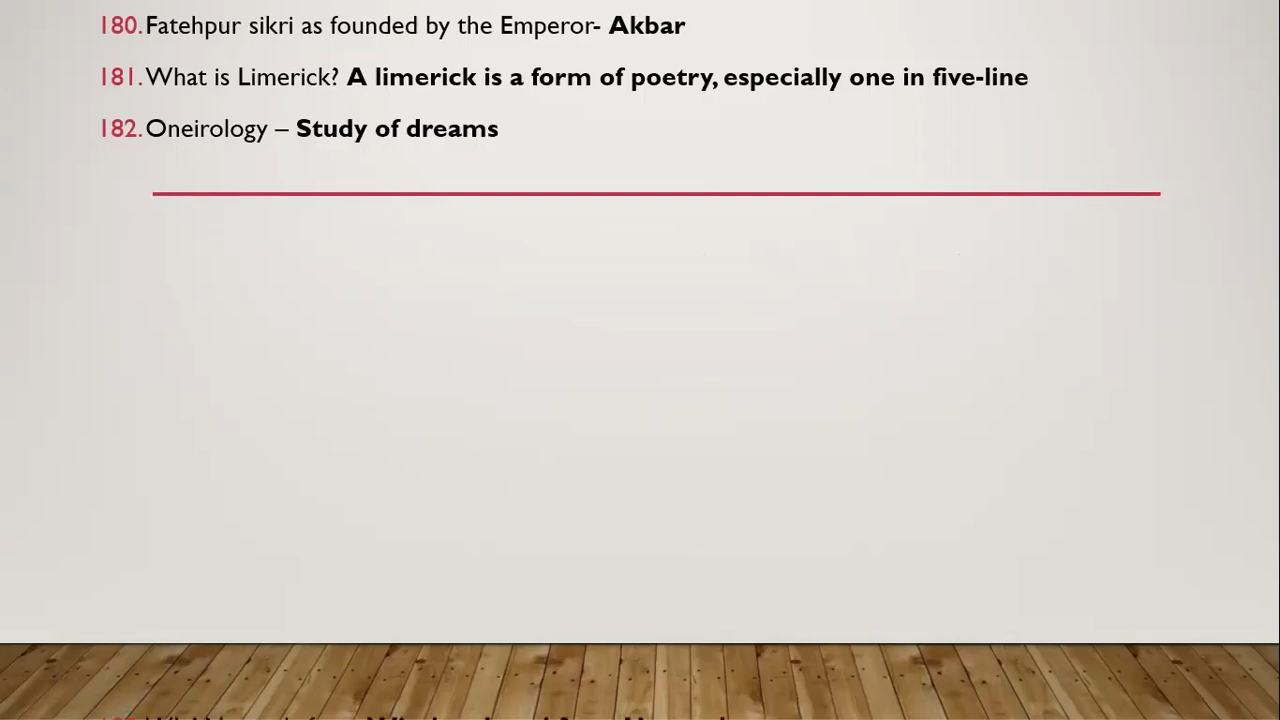 180. Fatehpur sikri as founded by the Emperor- Akbar
181. What is Limerick? A limerick is a form of poetry, especially one in five-line
182. Oneirology – Study of dreams